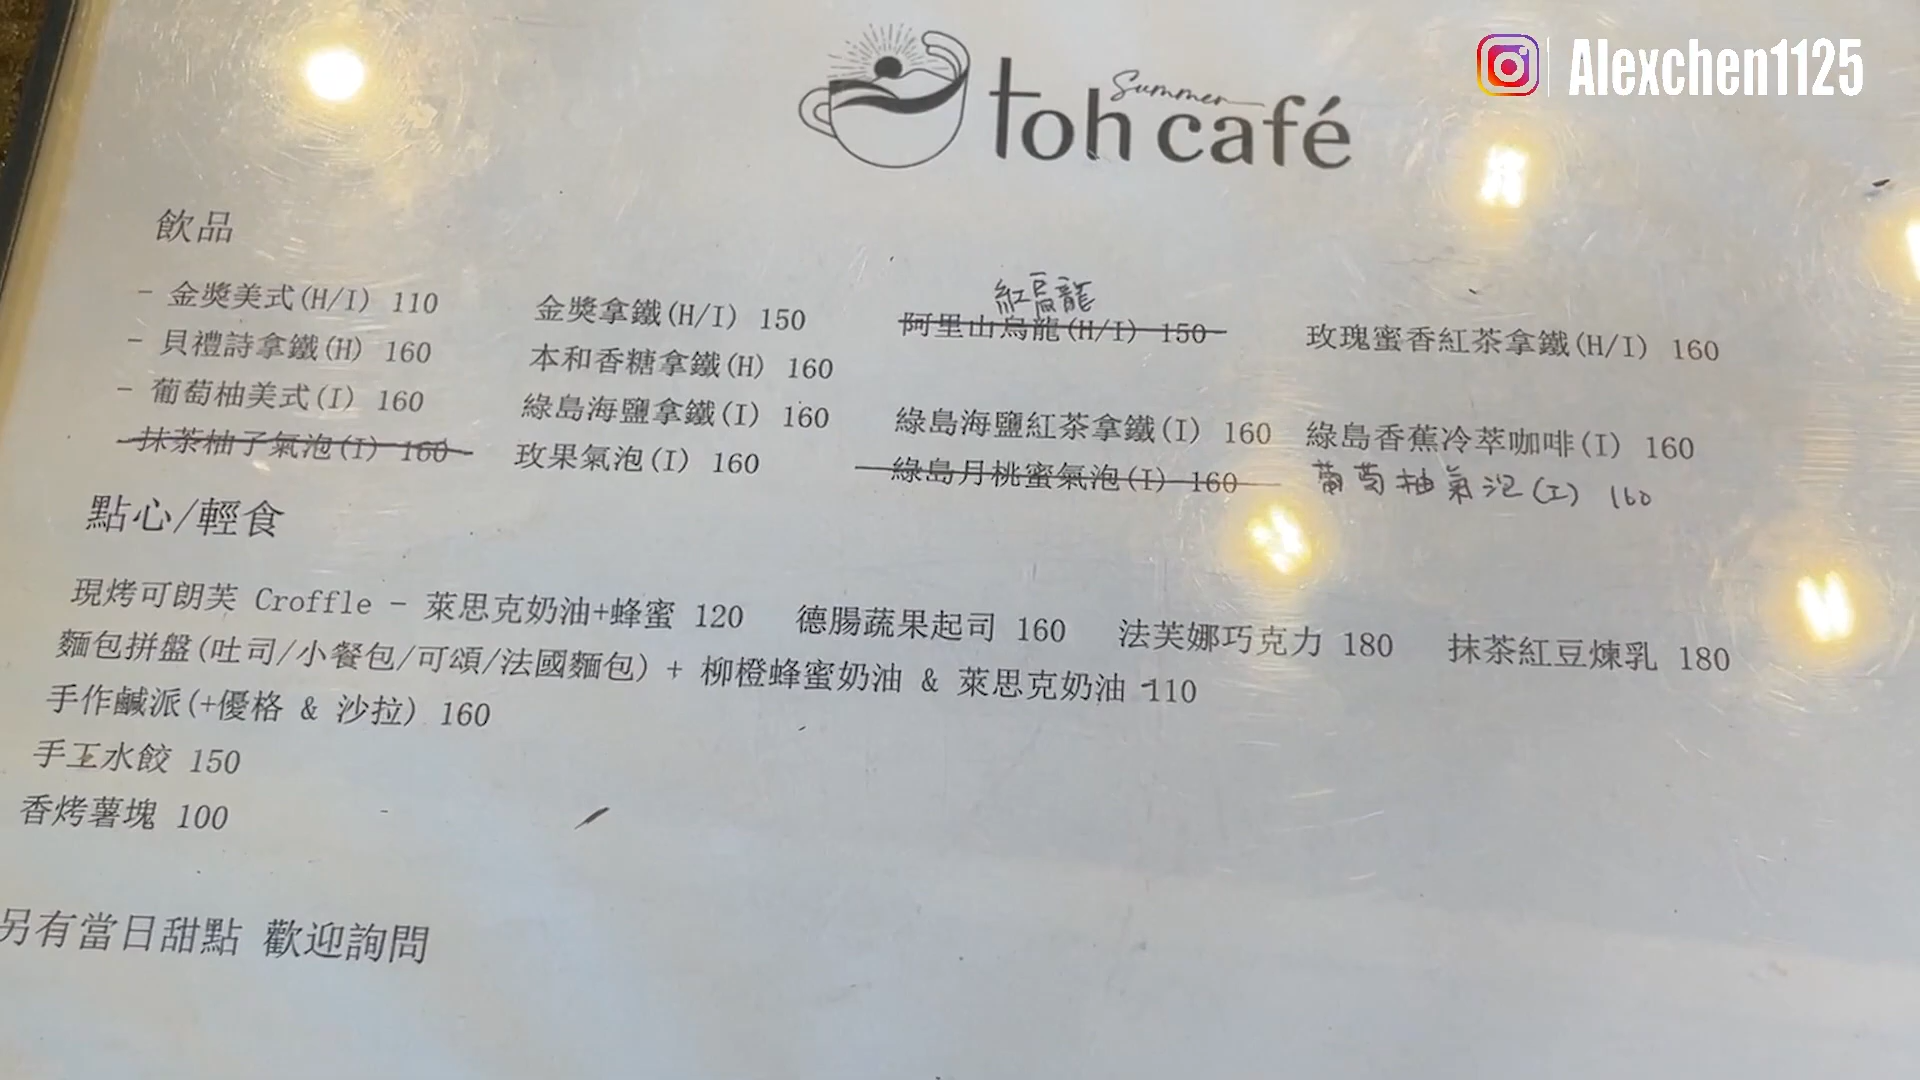 Alexchen1125
Summer
toh café
飲品
紅烏龍
- 金獎美式(H/I) 110 金獎拿鐵(H/I) 150 阿里山烏龍(H/I) 150 玫瑰蜜香紅茶拿鐵(H/I) 160
- 貝禮詩拿鐵(H) 160 本和香糖拿鐵(H) 160
- 葡萄柚美式(I) 160 綠島海鹽拿鐵(I) 160 綠島海鹽紅茶拿鐵(I) 160 綠島香蕉冷萃咖啡(I) 160
抹茶柚子氣泡(I) 160 玫果氣泡(I) 160 綠島月桃蜜氣泡(I) 160 葡萄柚氣泡(I) 160
點心/輕食
現烤可朗芙 Croffle - 萊思克奶油+蜂蜜 120 德腸蔬果起司 160 法芙娜巧克力 180 抹茶紅豆煉乳 180
麵包拼盤(吐司/小餐包/可頌/法國麵包) + 柳橙蜂蜜奶油 & 萊思克奶油 110
手作鹹派(+優格 & 沙拉) 160
手工水餃 150
香烤薯塊 100
另有當日甜點 歡迎詢問